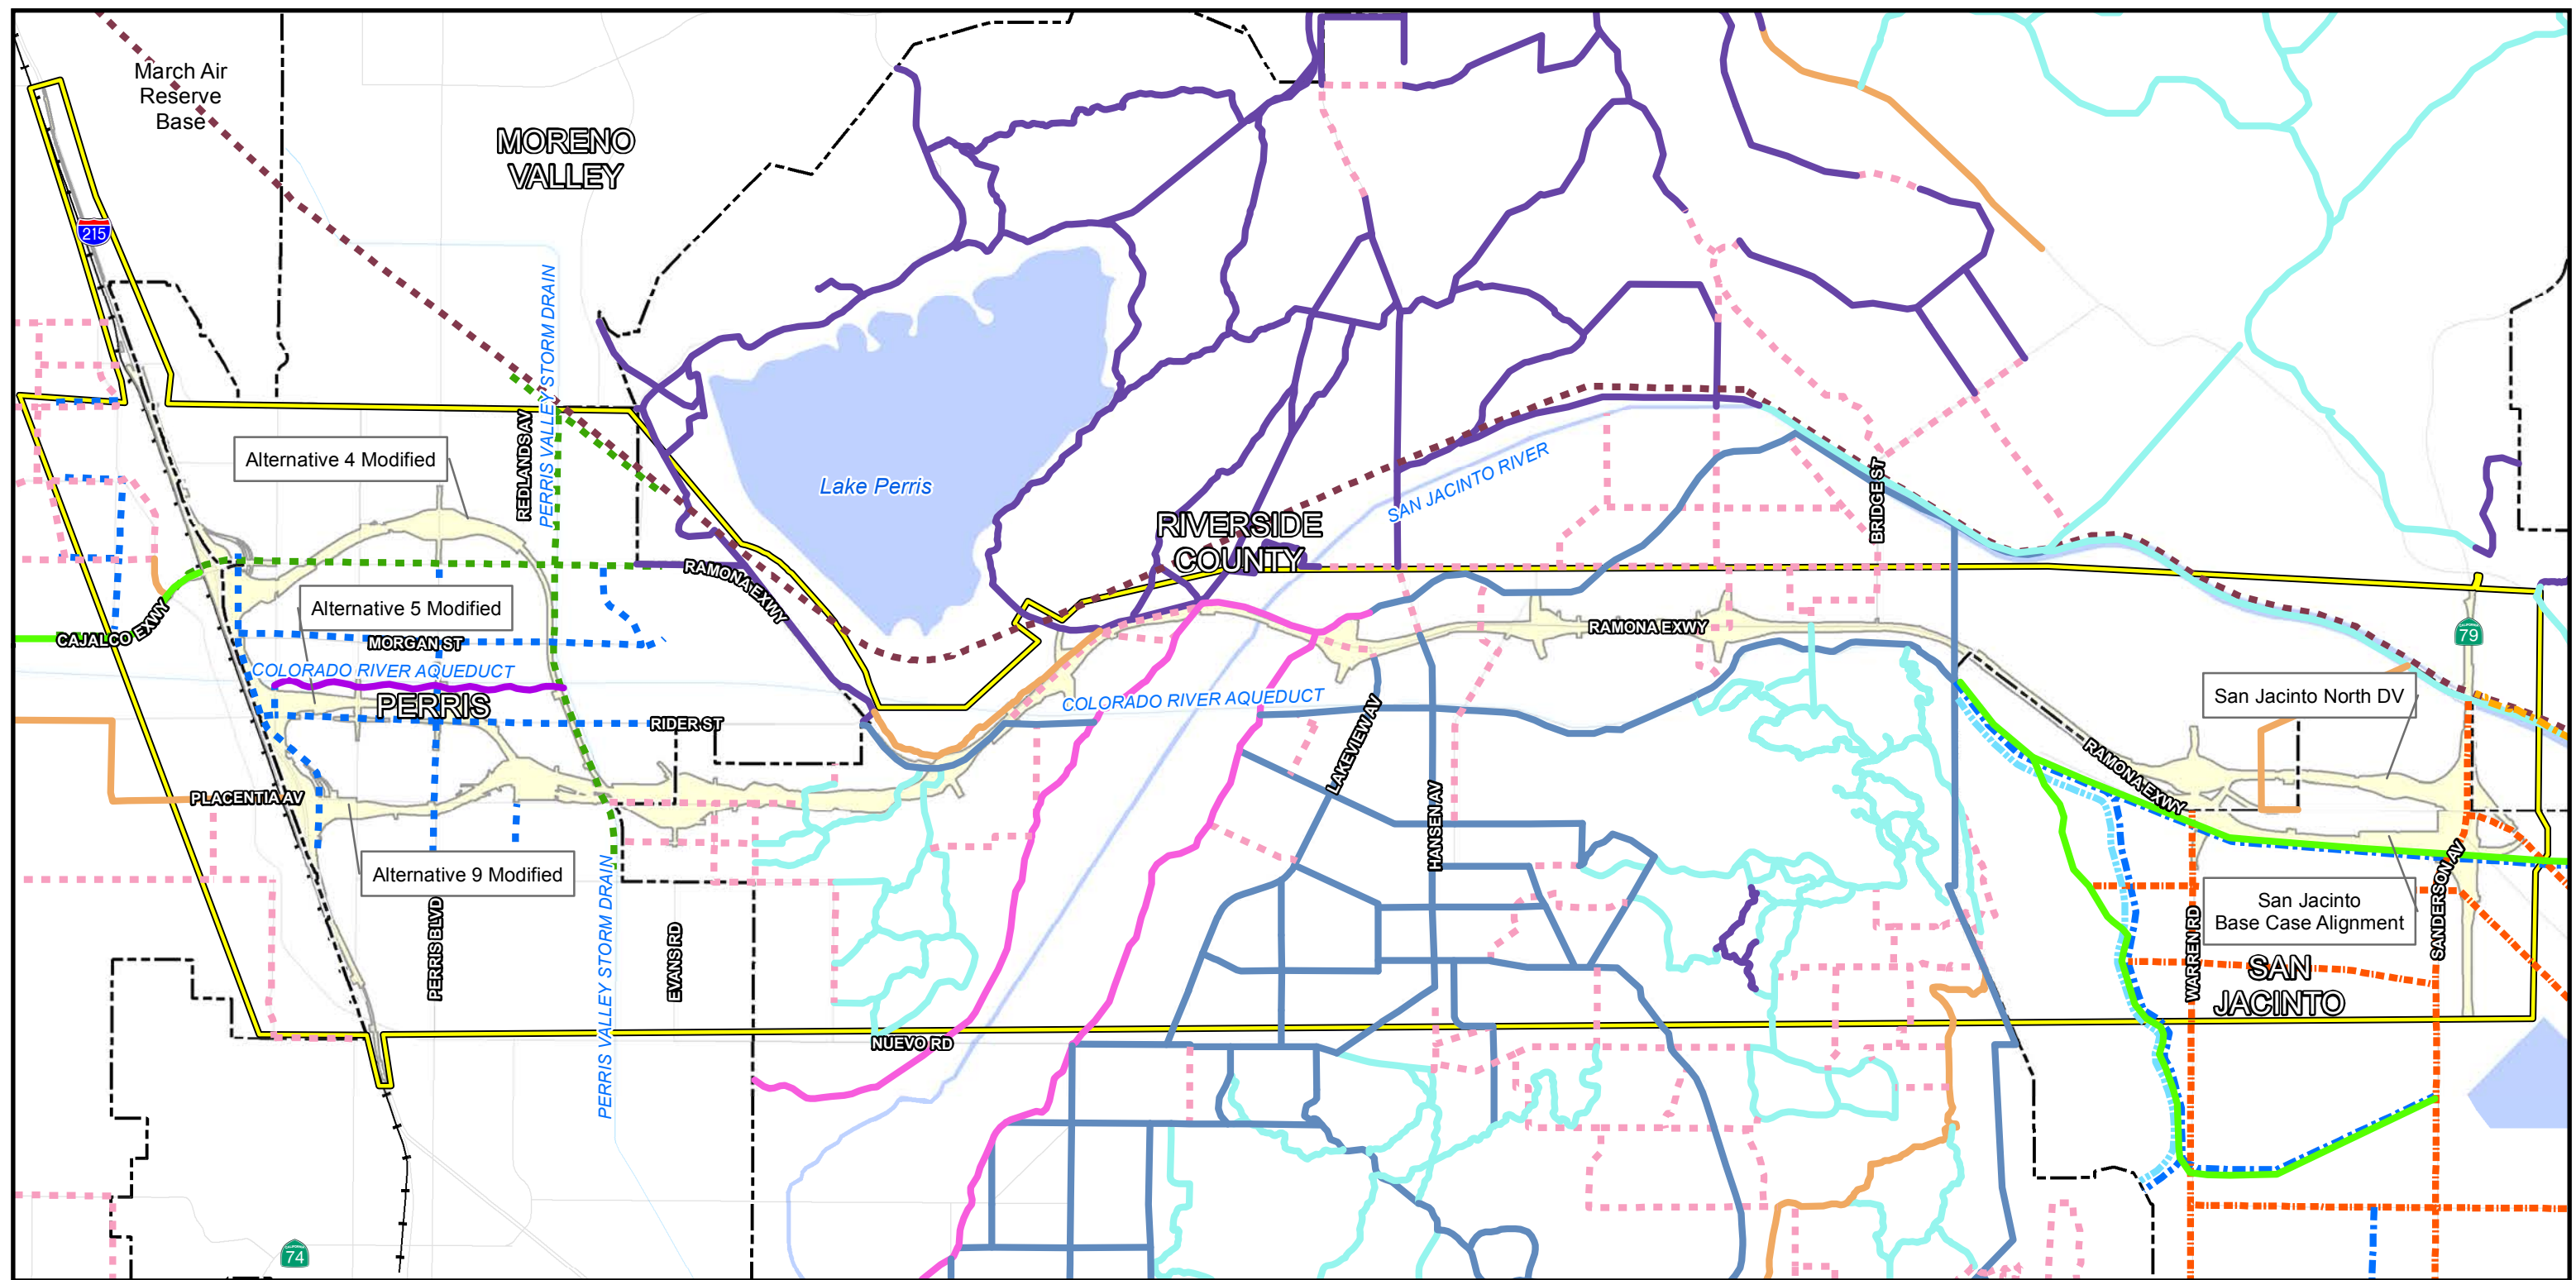 March Air
Reserve
Base
MORENO
VALLEY
215
PERRIS VALLEY STORM DRAIN
REDLANDS AV
Alternative 4 Modified
Lake Perris
SAN JACINTO RIVER
BRIDGE ST
RIVERSIDE
COUNTY
RAMONA EXWY
Alternative 5 Modified
CAJALCO EXWY
MORGAN ST
RAMONA EXWY
CALIFORNIA
79
COLORADO RIVER AQUEDUCT
PERRIS
COLORADO RIVER AQUEDUCT
San Jacinto North DV
RIDER ST
LAKEVIEW AV
RAMONA EXWY
PLACENTIA AV
HANSEN AV
Alternative 9 Modified
San Jacinto
Base Case Alignment
SANDERSON AV
PERRIS BLVD
EVANS RD
PERRIS VALLEY STORM DRAIN
WARREN RD
SAN
JACINTO
NUEVO RD
CALIFORNIA
74